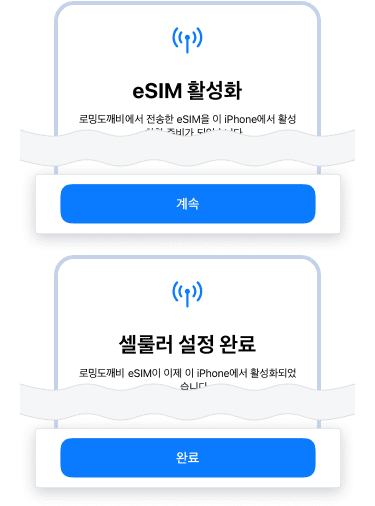 eSIM 활성화
로밍도깨비에서 전송한 eSIM을 이 iPhone에서 활성
계속
셀룰러 설정 완료
로밍도깨비 eSIM이 이제 이 iPhone에서 활성화되었
습니다
완료